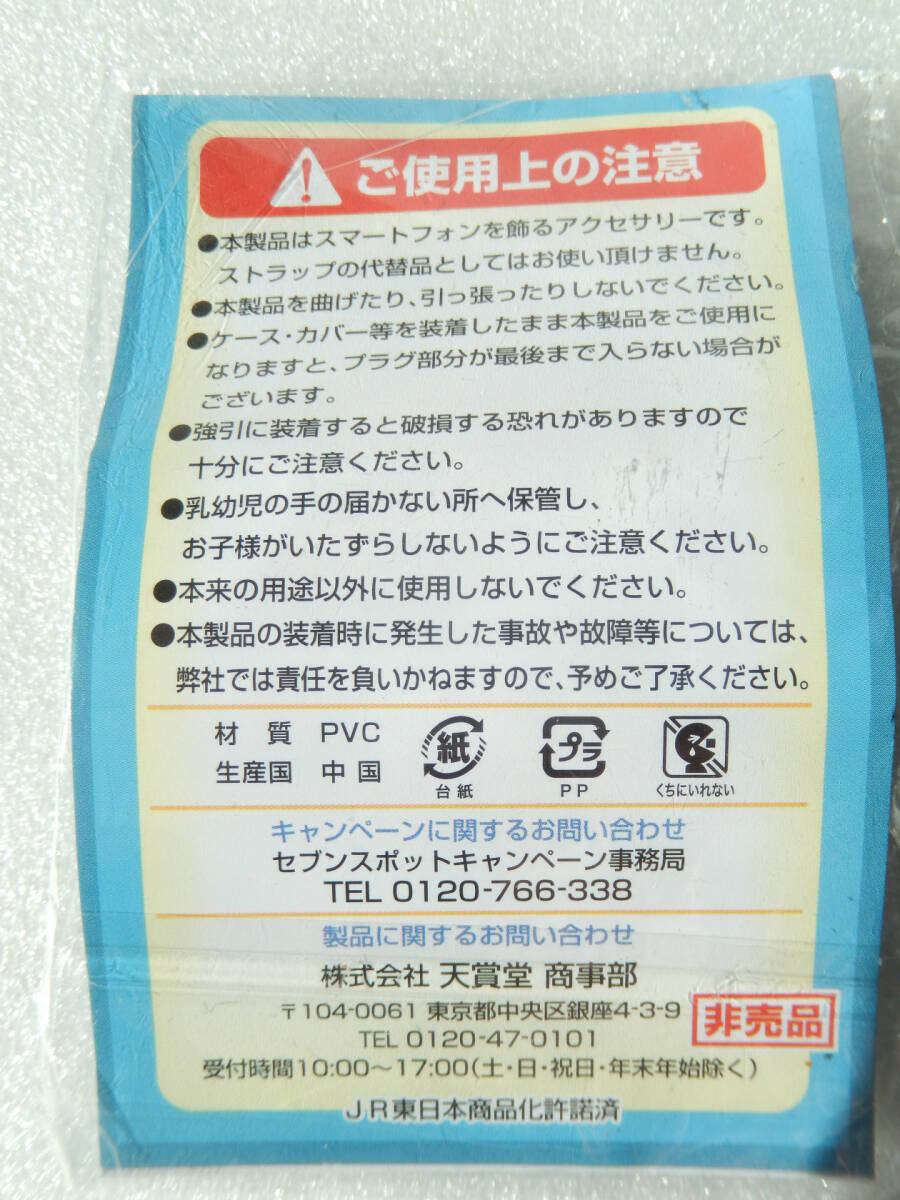 ご使用上の注意
●本製品はスマートフォンを飾るアクセサリーです。
ストラップの代替品としてはお使い頂けません。
●本製品を曲げたり、引っ張ったりしないでください。
●ケース・カバー等を装着したまま本製品をご使用に
なりますと、プラグ部分が最後まで入らない場合が
ございます。
●強引に装着すると破損する恐れがありますので
十分にご注意ください。
●乳幼児の手の届かない所へ保管し、
お子様がいたずらしないようにご注意ください。
●本来の用途以外に使用しないでください。
●本製品の装着時に発生した事故や故障等については、
弊社では責任を負いかねますので、予めご了承ください。
材質 PVC
生産国 中国
紙
台紙
プラ
PP
くちにいれない
キャンペーンに関するお問い合わせ
セブンスポットキャンペーン事務局
TEL 0120-766-338
製品に関するお問い合わせ
株式会社 天賞堂 商事部
〒104-0061 東京都中央区銀座4-3-9
TEL 0120-47-0101
非売品
受付時間10:00〜17:00(土・日・祝日・年末年始除く)
JR東日本商品化許諾済